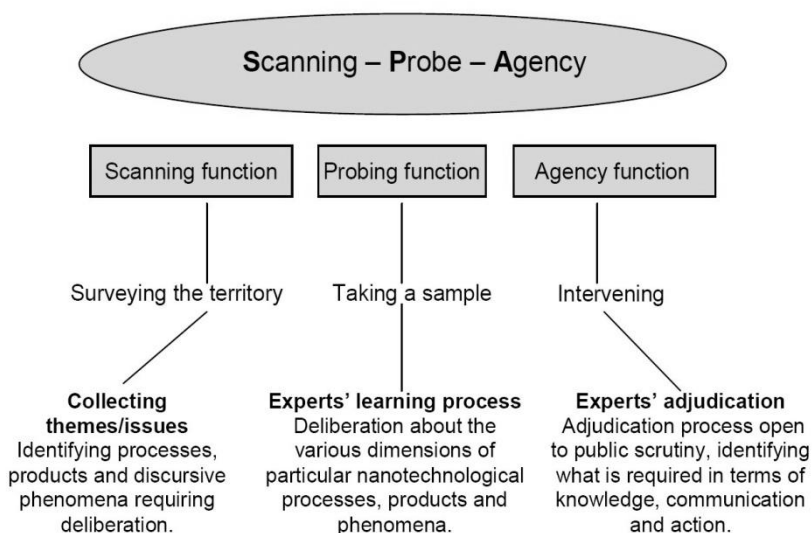 Scanning – Probe – Agency
Scanning function
Probing function
Agency function
Surveying the territory
Taking a sample
Intervening
Collecting
themes/issues
Identifying processes,
products and discursive
phenomena requiring
deliberation.
Experts’ learning process
Deliberation about the
various dimensions of
particular nanotechnological
processes, products and
phenomena.
Experts’ adjudication
Adjudication process open
to public scrutiny, identifying
what is required in terms of
knowledge, communication
and action.